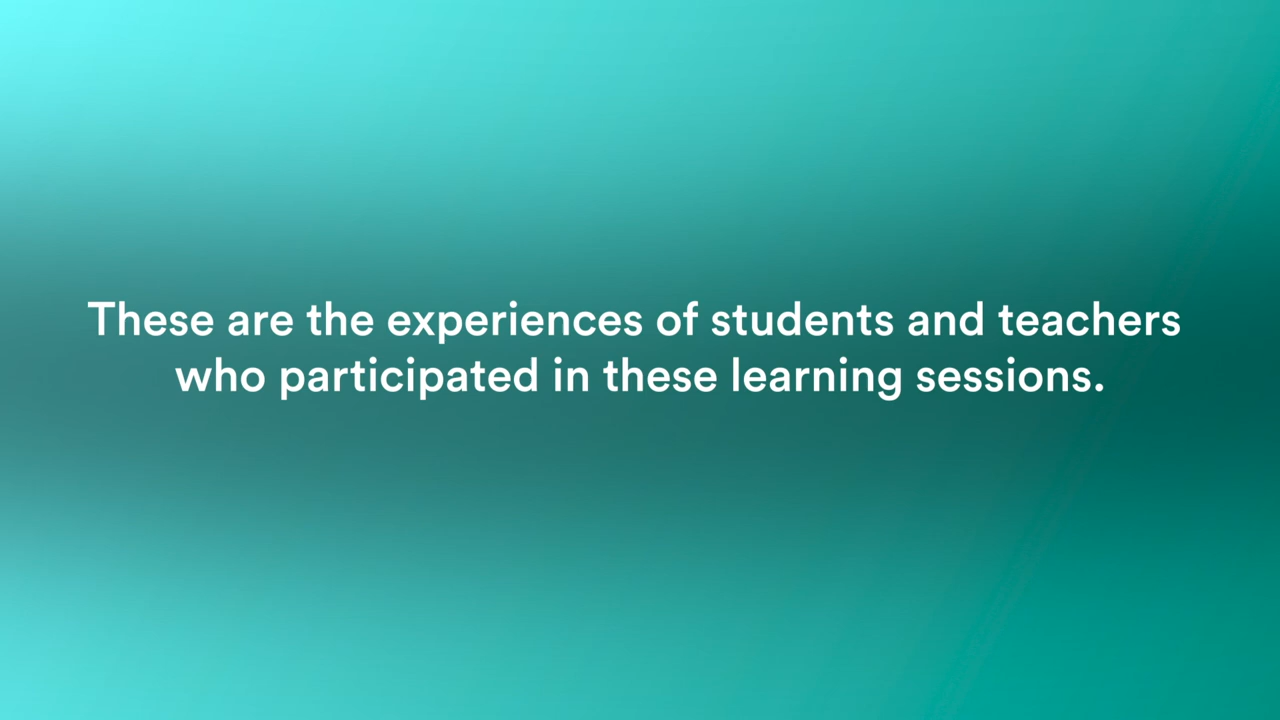 These are the experiences of students and teachers
who participated in these learning sessions.